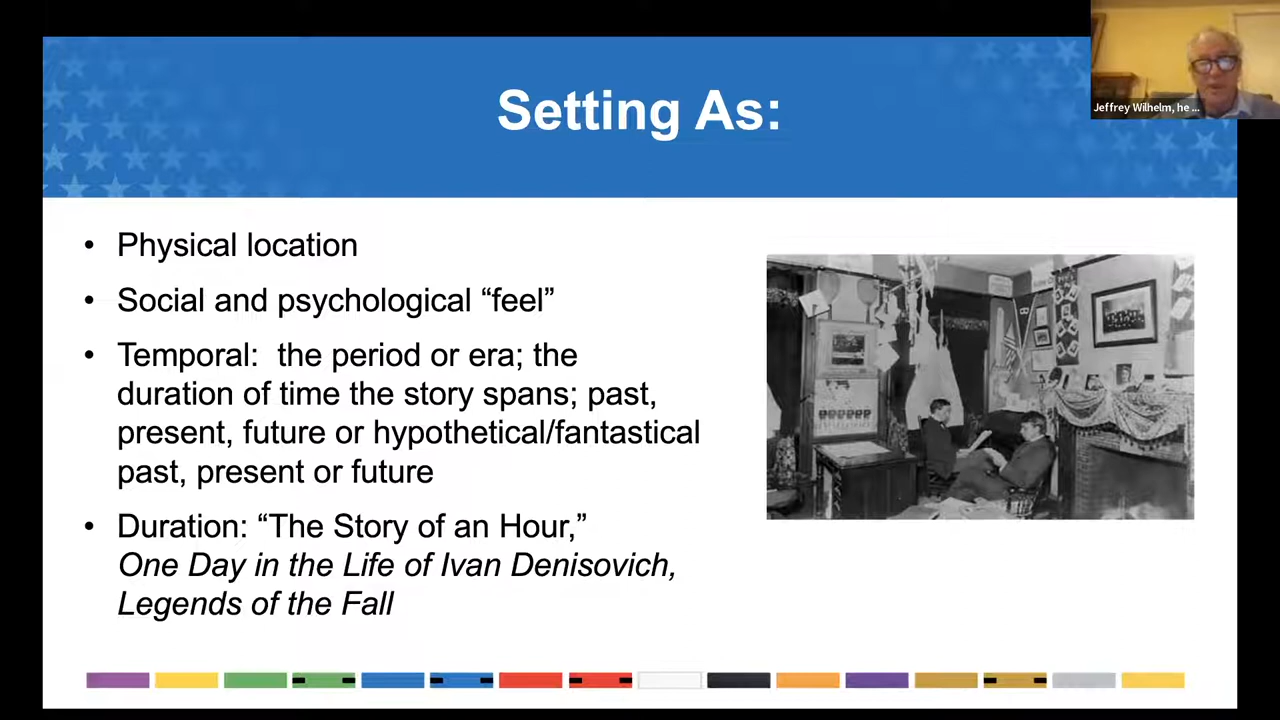 Setting As:
Jeffrey Wilhelm, he ...
• Physical location
• Social and psychological “feel”
• Temporal:  the period or era; the
duration of time the story spans; past,
present, future or hypothetical/fantastical
past, present or future
• Duration: “The Story of an Hour,”
One Day in the Life of Ivan Denisovich,
Legends of the Fall